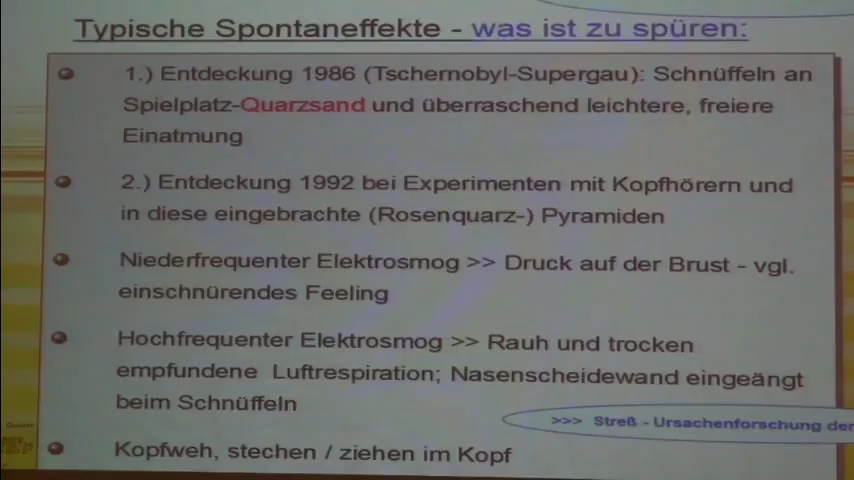 Typische Spontaneffekte - was ist zu spüren:
1.) Entdeckung 1986 (Tschernobyl-Supergau): Schnüffeln an
Spielplatz-Quarzsand und überraschend leichtere, freiere
Einatmung
2.) Entdeckung 1992 bei Experimenten mit Kopfhörern und
in diese eingebrachte (Rosenquarz-) Pyramiden
Niederfrequenter Elektrosmog >> Druck auf der Brust - vgl.
einschnürendes Feeling
Hochfrequenter Elektrosmog >> Rauh und trocken
empfundene Luftrespiration; Nasenscheidewand eingeängt
beim Schnüffeln
>>> Streß - Ursachenforschung der
Kopfweh, stechen / ziehen im Kopf